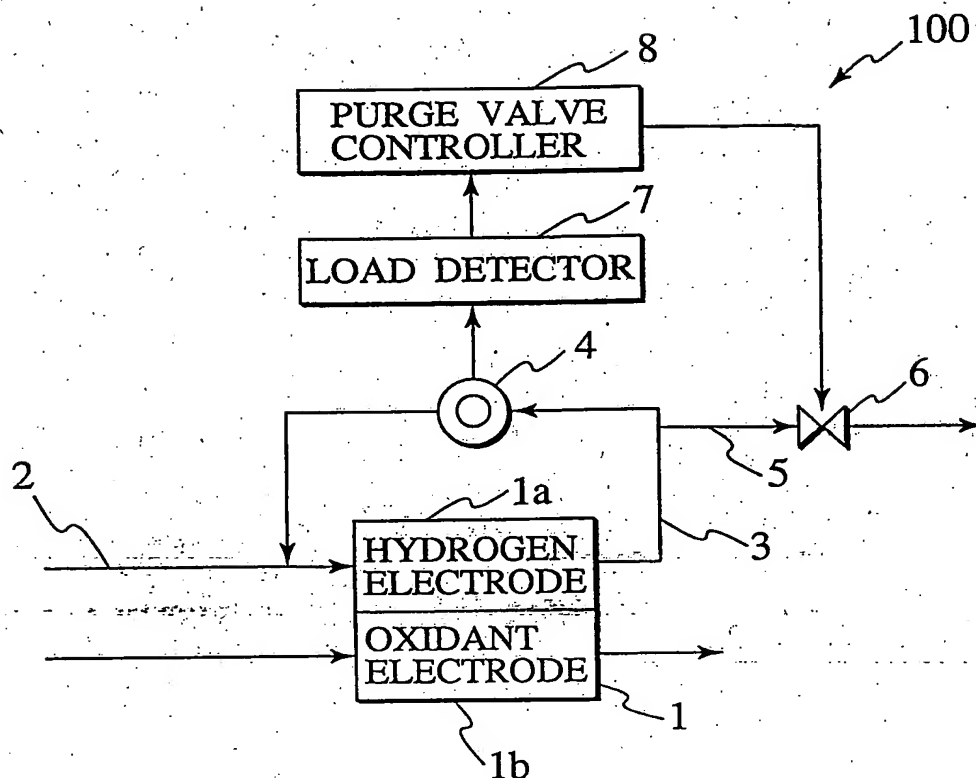 100
8
PURGE VALVE
CONTROLLER
7
LOAD DETECTOR
4
6
5
2
1a
3
HYDROGEN
ELECTRODE
OXIDANT
ELECTRODE
1
1b